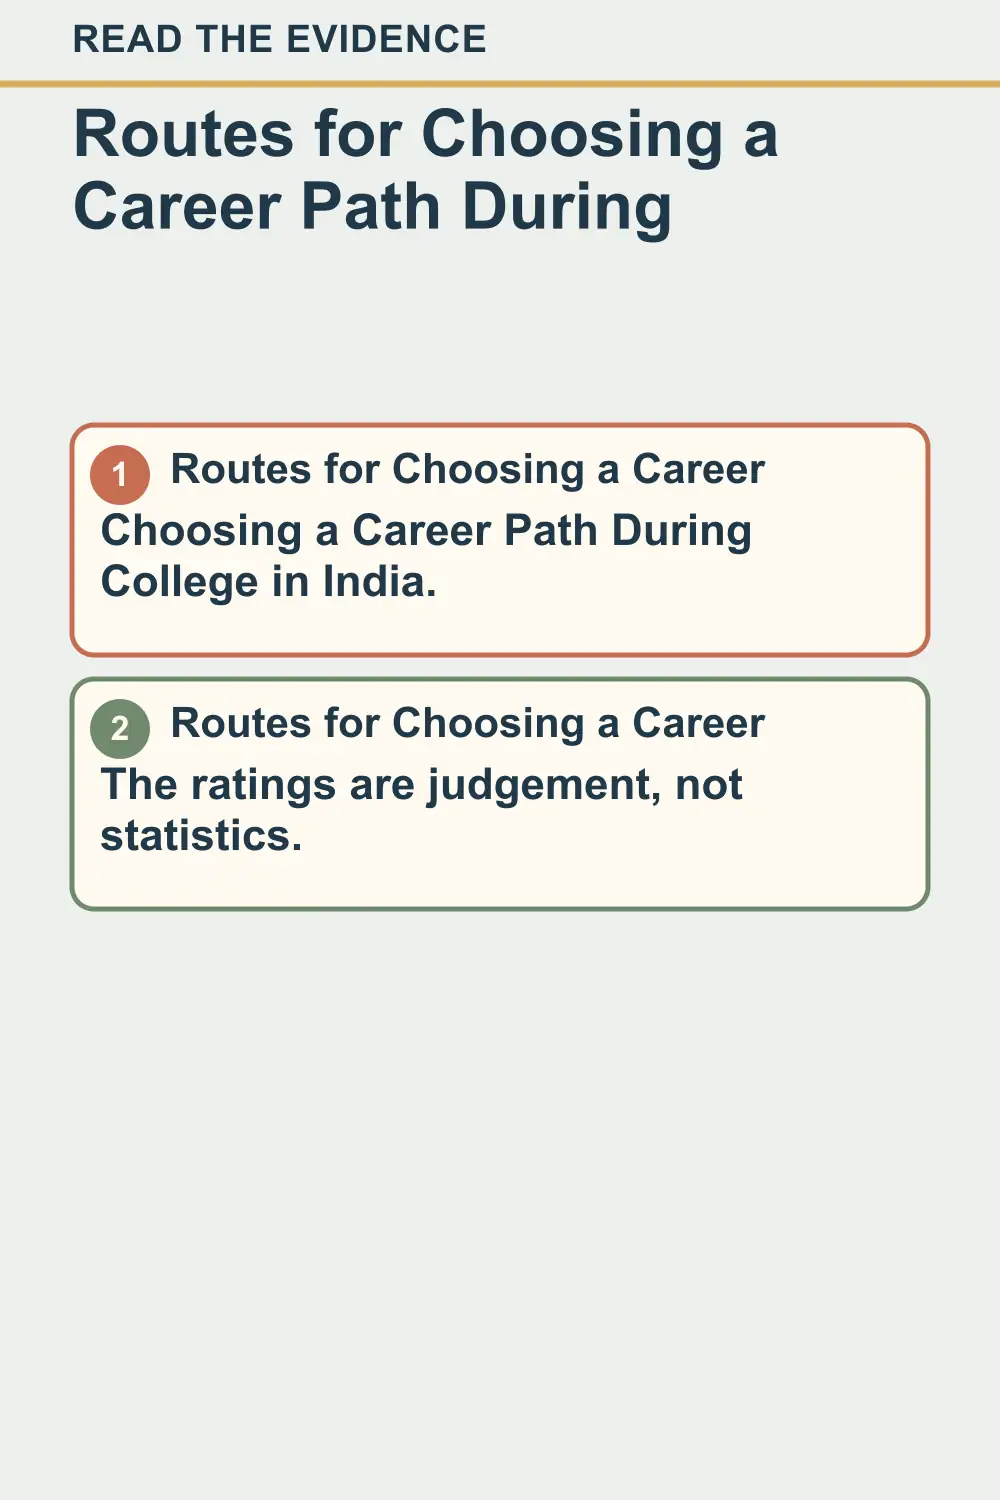 READ THE EVIDENCE
Routes for Choosing a
Career Path During
1 Routes for Choosing a Career
Choosing a Career Path During
College in India.
2 Routes for Choosing a Career
The ratings are judgement, not
statistics.